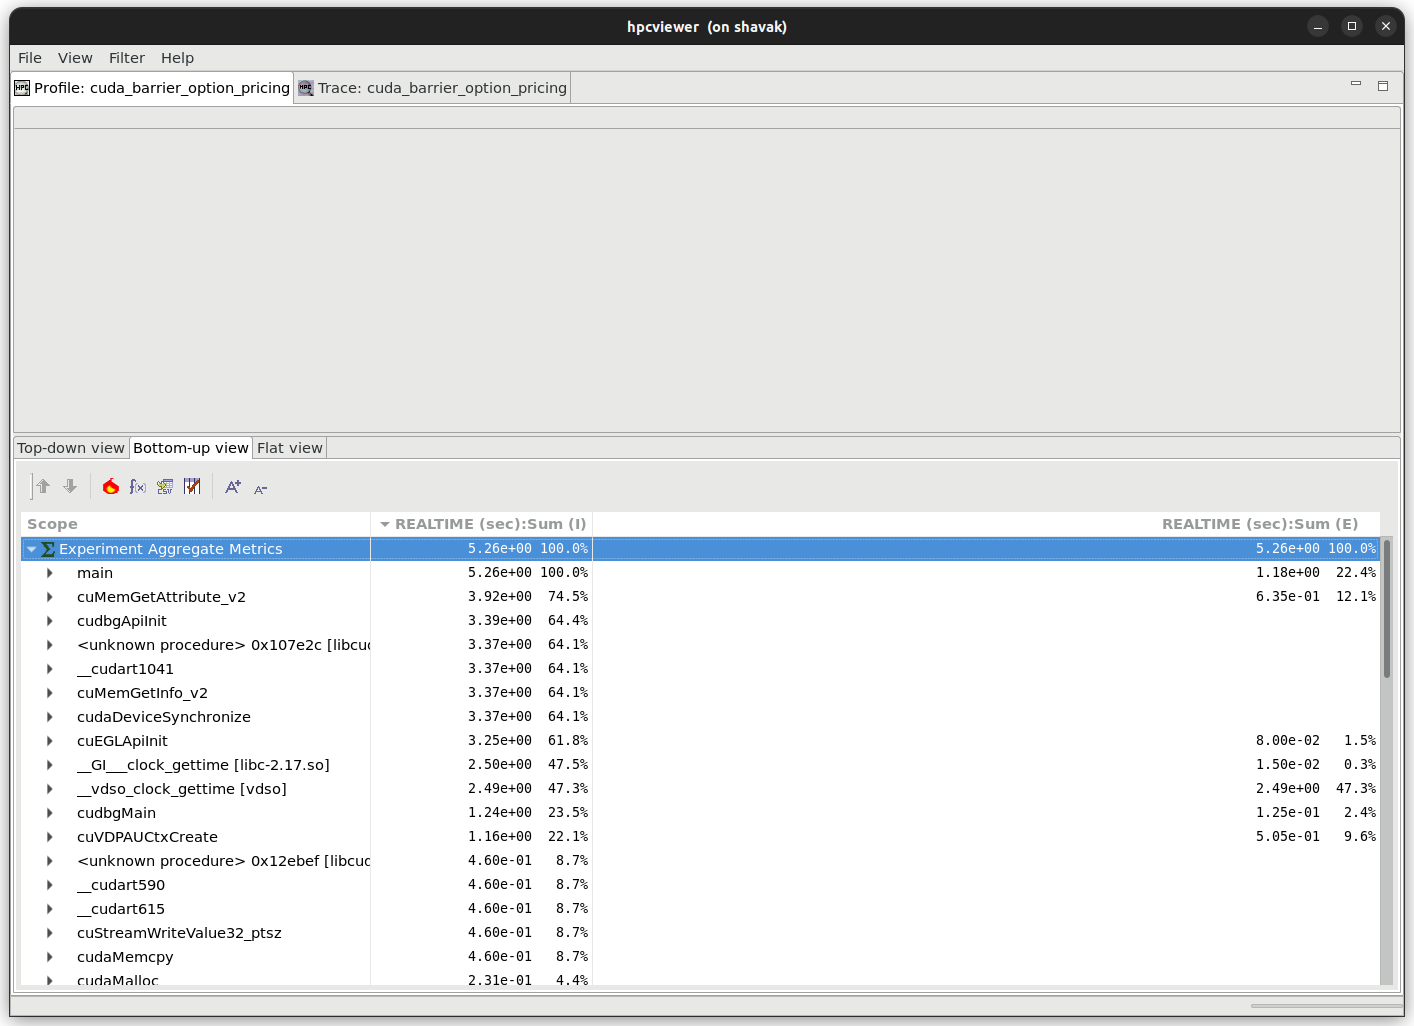 hpcviewer (on shavak)
File View Filter Help
Profile: cuda_barrier_option_pricing Trace: cuda_barrier_option_pricing
Top-down view Bottom-up view Flat view
Scope REALTIME (sec):Sum (I) REALTIME (sec):Sum (E)
Experiment Aggregate Metrics 5.26e+00 100.0% 5.26e+00 100.0%
main 5.26e+00 100.0% 1.18e+00 22.4%
cuMemGetAttribute_v2 3.92e+00 74.5% 6.35e-01 12.1%
cudbgApiInit 3.39e+00 64.4%
<unknown procedure> 0x107e2c [libcud 3.37e+00 64.1%
__cudart1041 3.37e+00 64.1%
cuMemGetInfo_v2 3.37e+00 64.1%
cudaDeviceSynchronize 3.37e+00 64.1%
cuEGLApiInit 3.25e+00 61.8% 8.00e-02 1.5%
__GI___clock_gettime [libc-2.17.so] 2.50e+00 47.5% 1.50e-02 0.3%
__vdso_clock_gettime [vdso] 2.49e+00 47.3% 2.49e+00 47.3%
cudbgMain 1.24e+00 23.5% 1.25e-01 2.4%
cuVDPAUCtxCreate 1.16e+00 22.1% 5.05e-01 9.6%
<unknown procedure> 0x12ebef [libcud 4.60e-01 8.7%
__cudart590 4.60e-01 8.7%
__cudart615 4.60e-01 8.7%
cuStreamWriteValue32_ptsz 4.60e-01 8.7%
cudaMemcpy 4.60e-01 8.7%
cudaMalloc 2.31e-01 4.4%